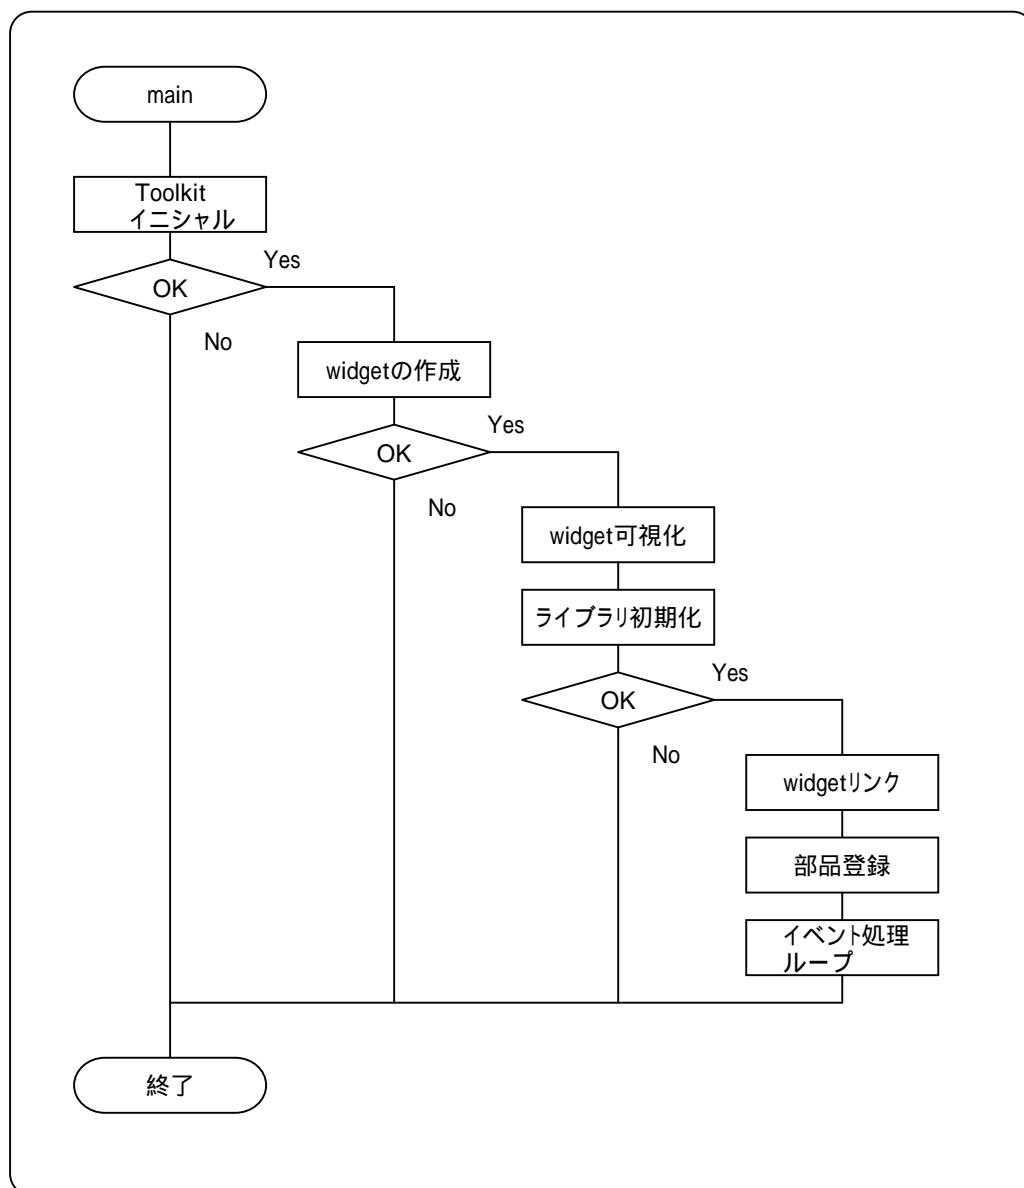 main
Toolkit
イニシャル
Yes
OK
No
widgetの作成
Yes
OK
No
widget可視化
ライブラリ初期化
Yes
OK
No
widgetリンク
部品登録
イベント処理
ループ
終了